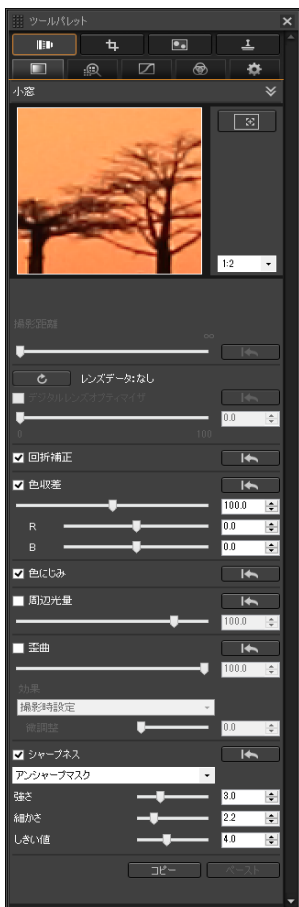 ツールパレット
小窓
1:2
撮影距離
∞
レンズデータ:なし
デジタルレンズオプティマイザ
0.0
0 100
回折補正
色収差
100.0
R 0.0
B 0.0
色にじみ
周辺光量
100.0
歪曲
100.0
効果
撮影時設定
微調整 0.0
シャープネス
アンシャープマスク
強さ 3.0
細かさ 2.2
しきい値 4.0
コピー ペースト